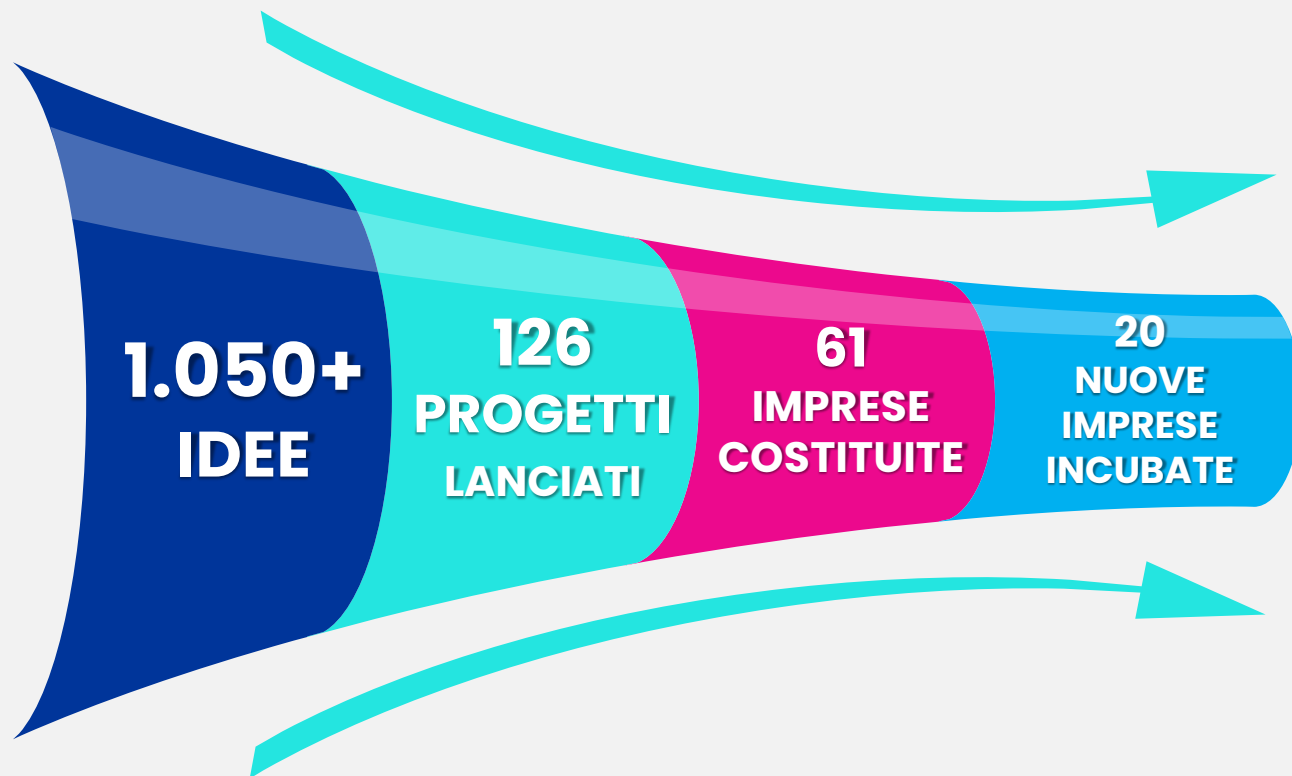 1.050+
IDEE
126
PROGETTI
LANCIATI
61
IMPRESE
COSTITUITE
20
NUOVE
IMPRESE
INCUBATE